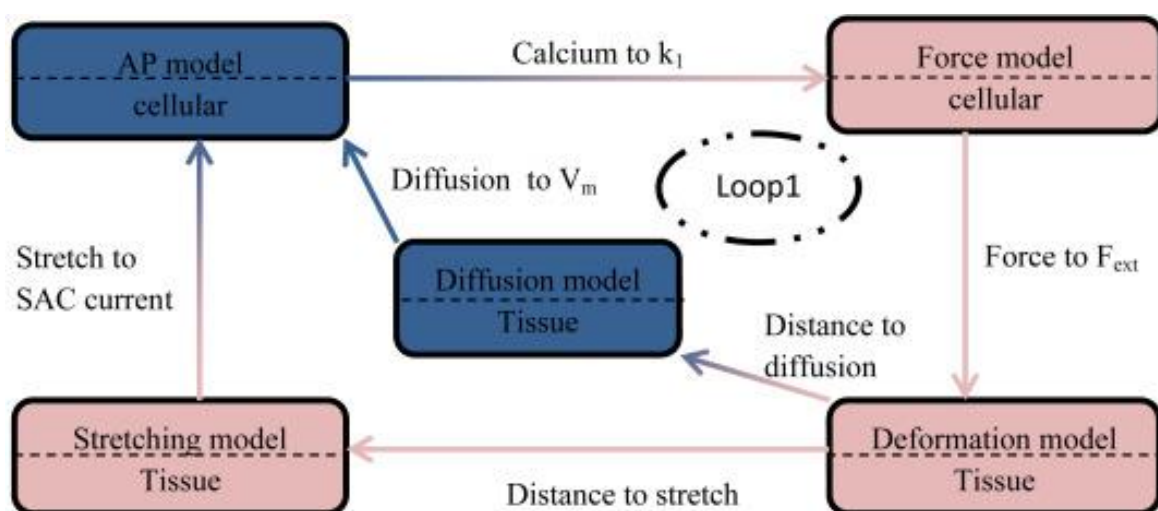 AP model
cellular
Calcium to k₁
Force model
cellular
Diffusion to Vₘ
Loop1
Stretch to
SAC current
Diffusion model
Tissue
Force to Fₑₓₜ
Distance to
diffusion
Stretching model
Tissue
Distance to stretch
Deformation model
Tissue